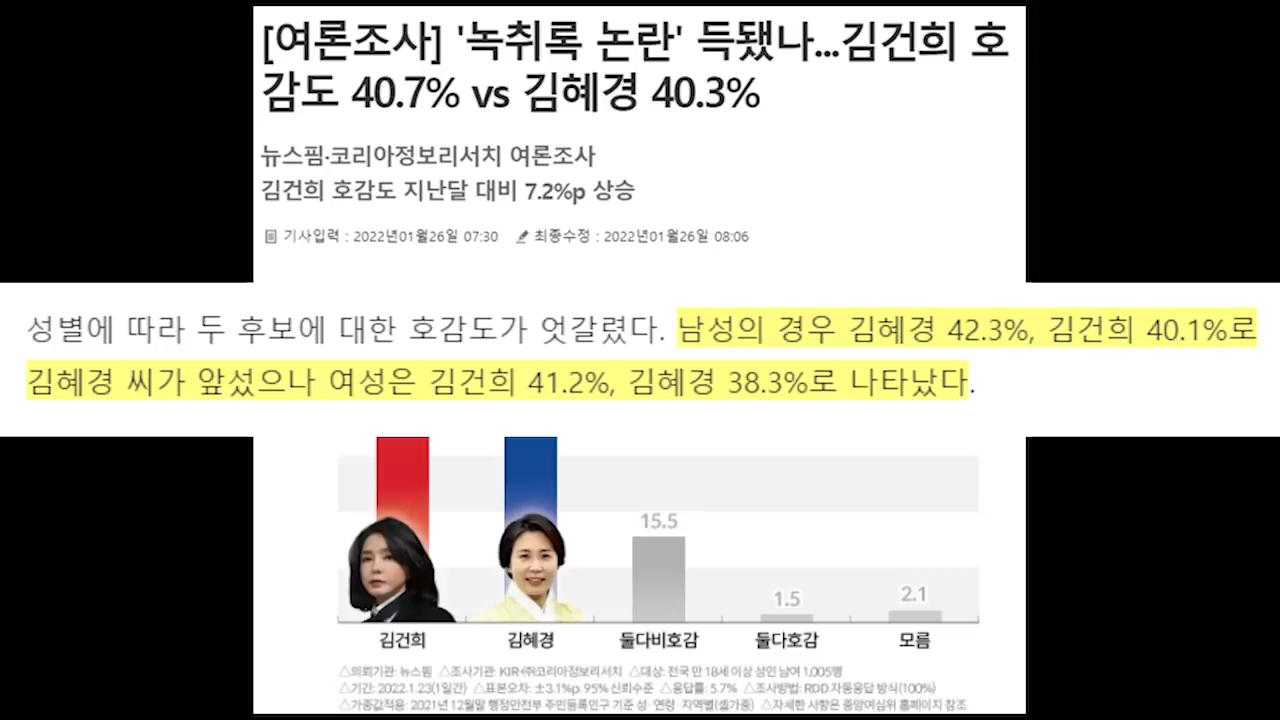 [여론조사] '녹취록 논란' 득됐나...김건희 호
감도 40.7% vs 김혜경 40.3%
뉴스핌·코리아정보리서치 여론조사
김건희 호감도 지난달 대비 7.2%p 상승
기사입력 : 2022년01월26일 07:30 최종수정 : 2022년01월26일 08:06
성별에 따라 두 후보에 대한 호감도가 엇갈렸다. 남성의 경우 김혜경 42.3%, 김건희 40.1%로
김혜경 씨가 앞섰으나 여성은 김건희 41.2%, 김혜경 38.3%로 나타났다.
15.5
1.5
2.1
김건희 김혜경 둘다비호감 둘다호감 모름
△의뢰기관: 뉴스핌 △조사기관: KIR-㈜코리아정보리서치 △대상: 전국 만 18세 이상 성인 남여 1,005명
△기간: 2022.1.23(1일간) △표본오차: ±3.1%p 95% 신뢰수준 △응답률: 5.7% △조사방법: RDD 자동응답 방식(100%)
△가중값적용: 2021년 12월말 행정안전부 주민등록인구 기준 성·연령·지역별(셀가중) △자세한 사항은 중앙여심위 홈페이지 참조